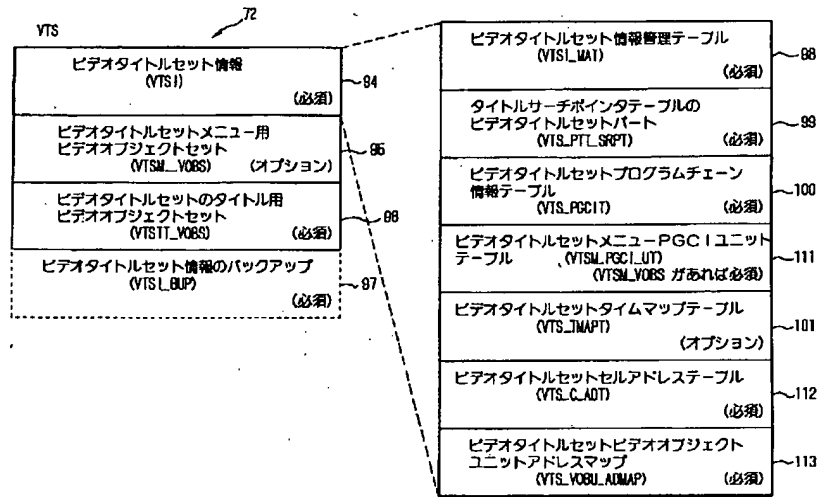 72
VTS
ビデオタイトルセット情報
(VTSI)
(必須)
94
ビデオタイトルセットメニュー用
ビデオオブジェクトセット
(VTSM__VOBS) (オプション)
95
ビデオタイトルセットのタイトル用
ビデオオブジェクトセット
(VTSTT_VOBS) (必須)
96
ビデオタイトルセット情報のバックアップ
(VTSI_BUP)
(必須)
97
ビデオタイトルセット情報管理テーブル
(VTSI_MAT)
(必須)
98
タイトルサーチポインタテーブルの
ビデオタイトルセットパート
(VTS_PTT_SRPT) (必須)
99
ビデオタイトルセットプログラムチェーン
情報テーブル
(VTS_PGCIT) (必須)
100
ビデオタイトルセットメニューPGCIユニット
テーブル (VTSM_PGCI_UT)
(VTSM_VOBS があれば必須)
111
ビデオタイトルセットタイムマップテーブル
(VTS_TMAPT)
(オプション)
101
ビデオタイトルセットセルアドレステーブル
(VTS_C_ADT)
(必須)
112
ビデオタイトルセットビデオオブジェクト
ユニットアドレスマップ
(VTS_VOBU_ADMAP) (必須)
113